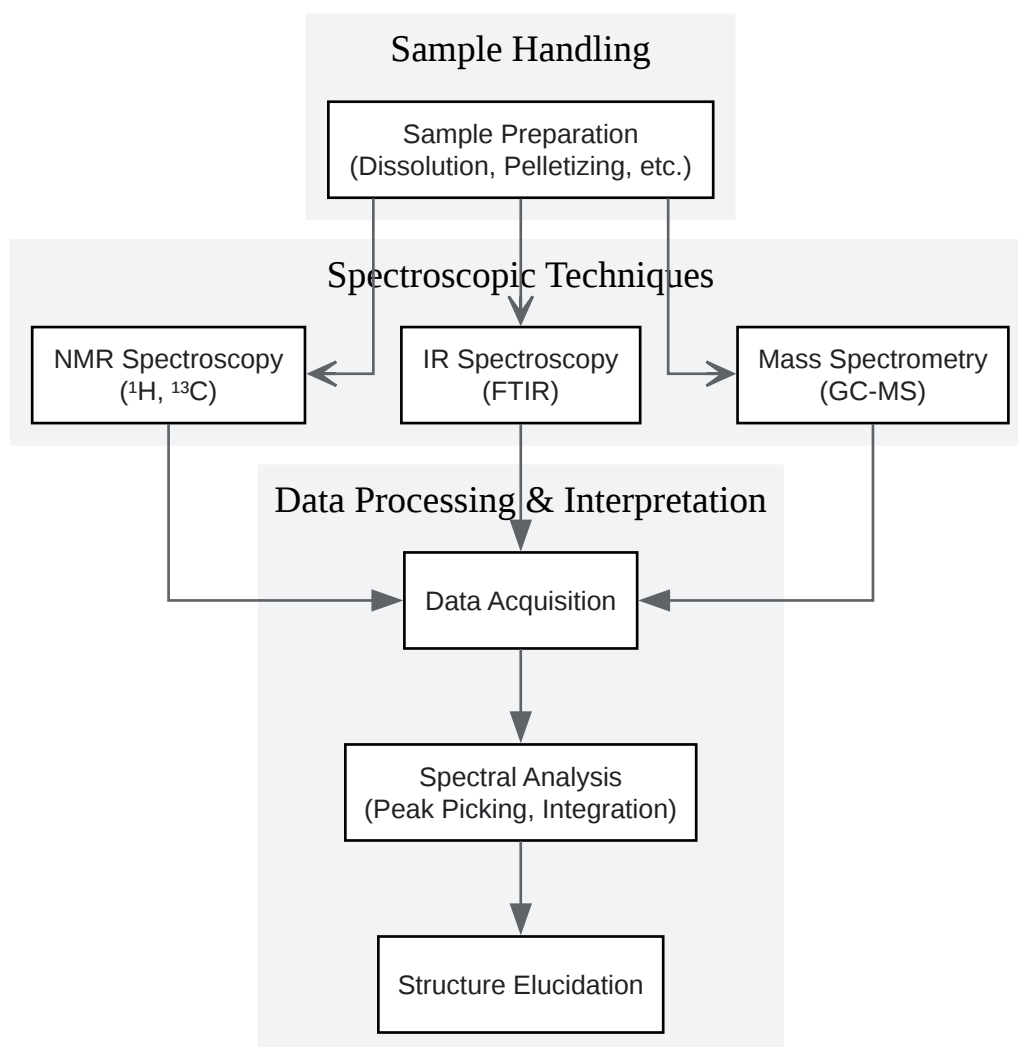 Sample Handling
Sample Preparation
(Dissolution, Pelletizing, etc.)
Spectroscopic Techniques
NMR Spectroscopy
(¹H, ¹³C)
IR Spectroscopy
(FTIR)
Mass Spectrometry
(GC-MS)
Data Processing & Interpretation
Data Acquisition
Spectral Analysis
(Peak Picking, Integration)
Structure Elucidation